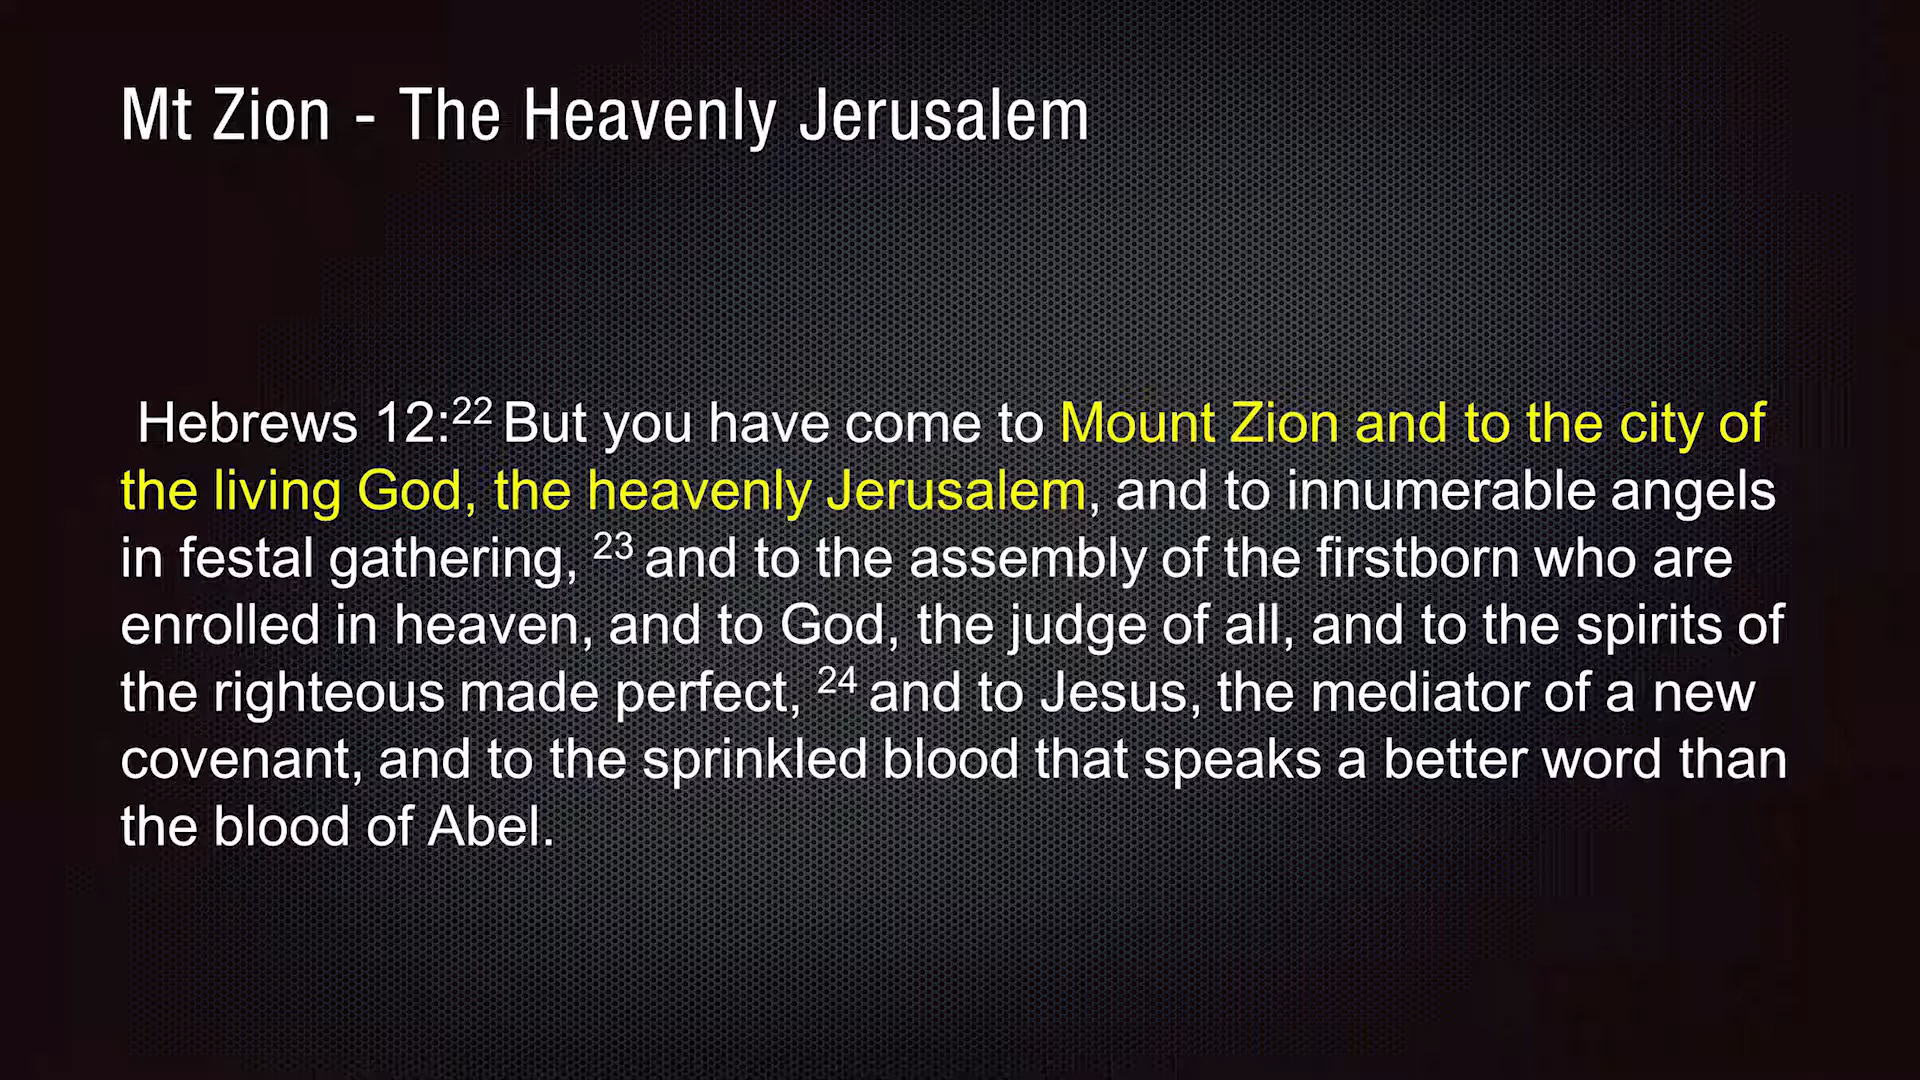 Mt Zion - The Heavenly Jerusalem
Hebrews 12:22 But you have come to Mount Zion and to the city of
the living God, the heavenly Jerusalem, and to innumerable angels
in festal gathering, 23 and to the assembly of the firstborn who are
enrolled in heaven, and to God, the judge of all, and to the spirits of
the righteous made perfect, 24 and to Jesus, the mediator of a new
covenant, and to the sprinkled blood that speaks a better word than
the blood of Abel.